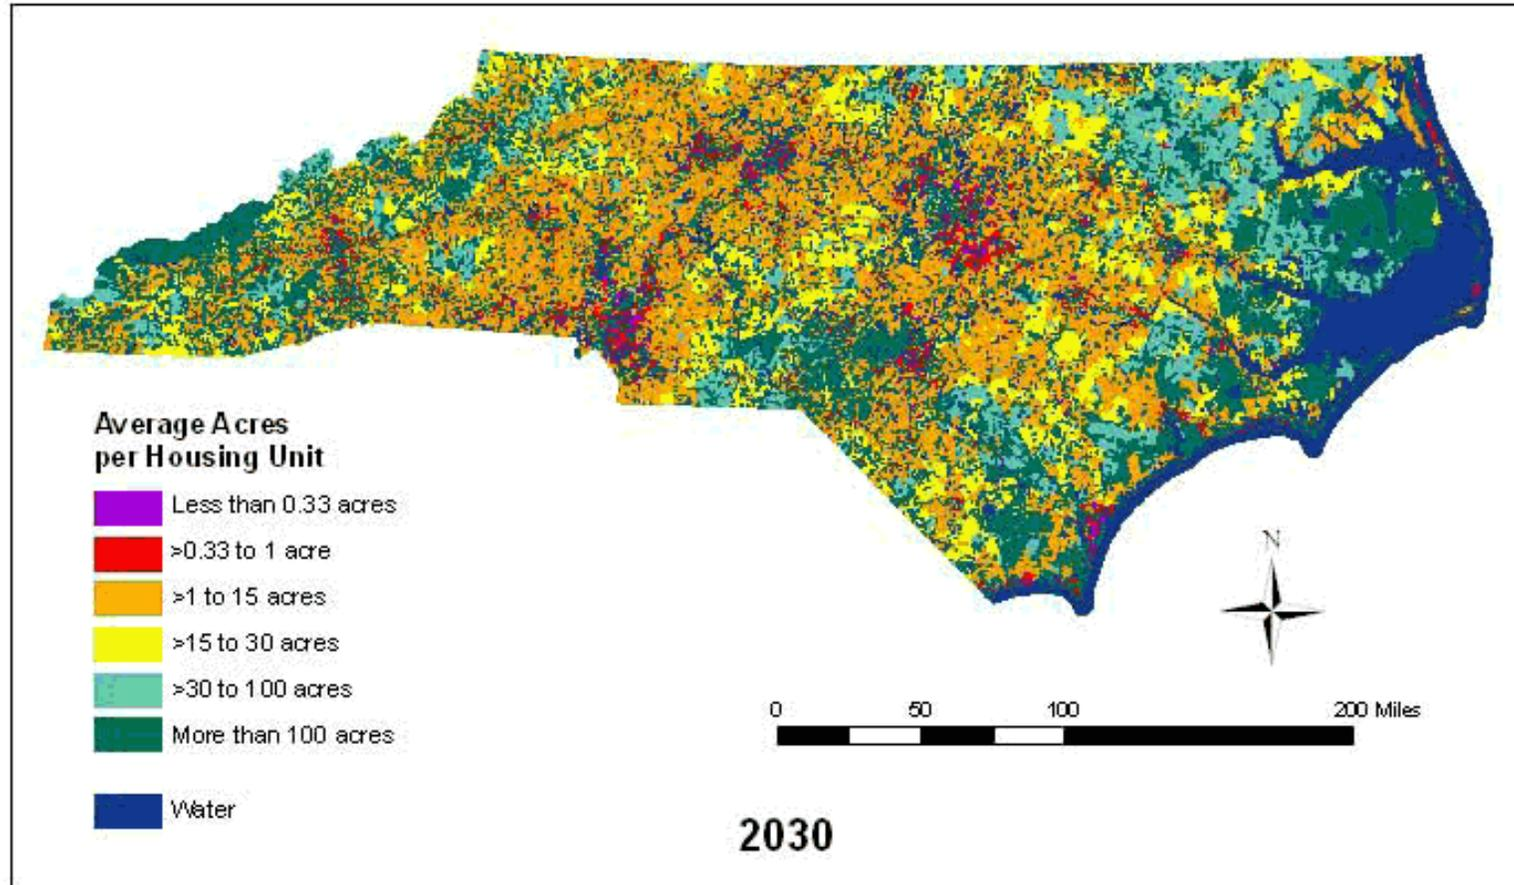 Average Acres
per Housing Unit
Less than 0.33 acres
>0.33 to 1 acre
>1 to 15 acres
>15 to 30 acres
>30 to 100 acres
More than 100 acres
Water
N
0 50 100 200 Miles
2030